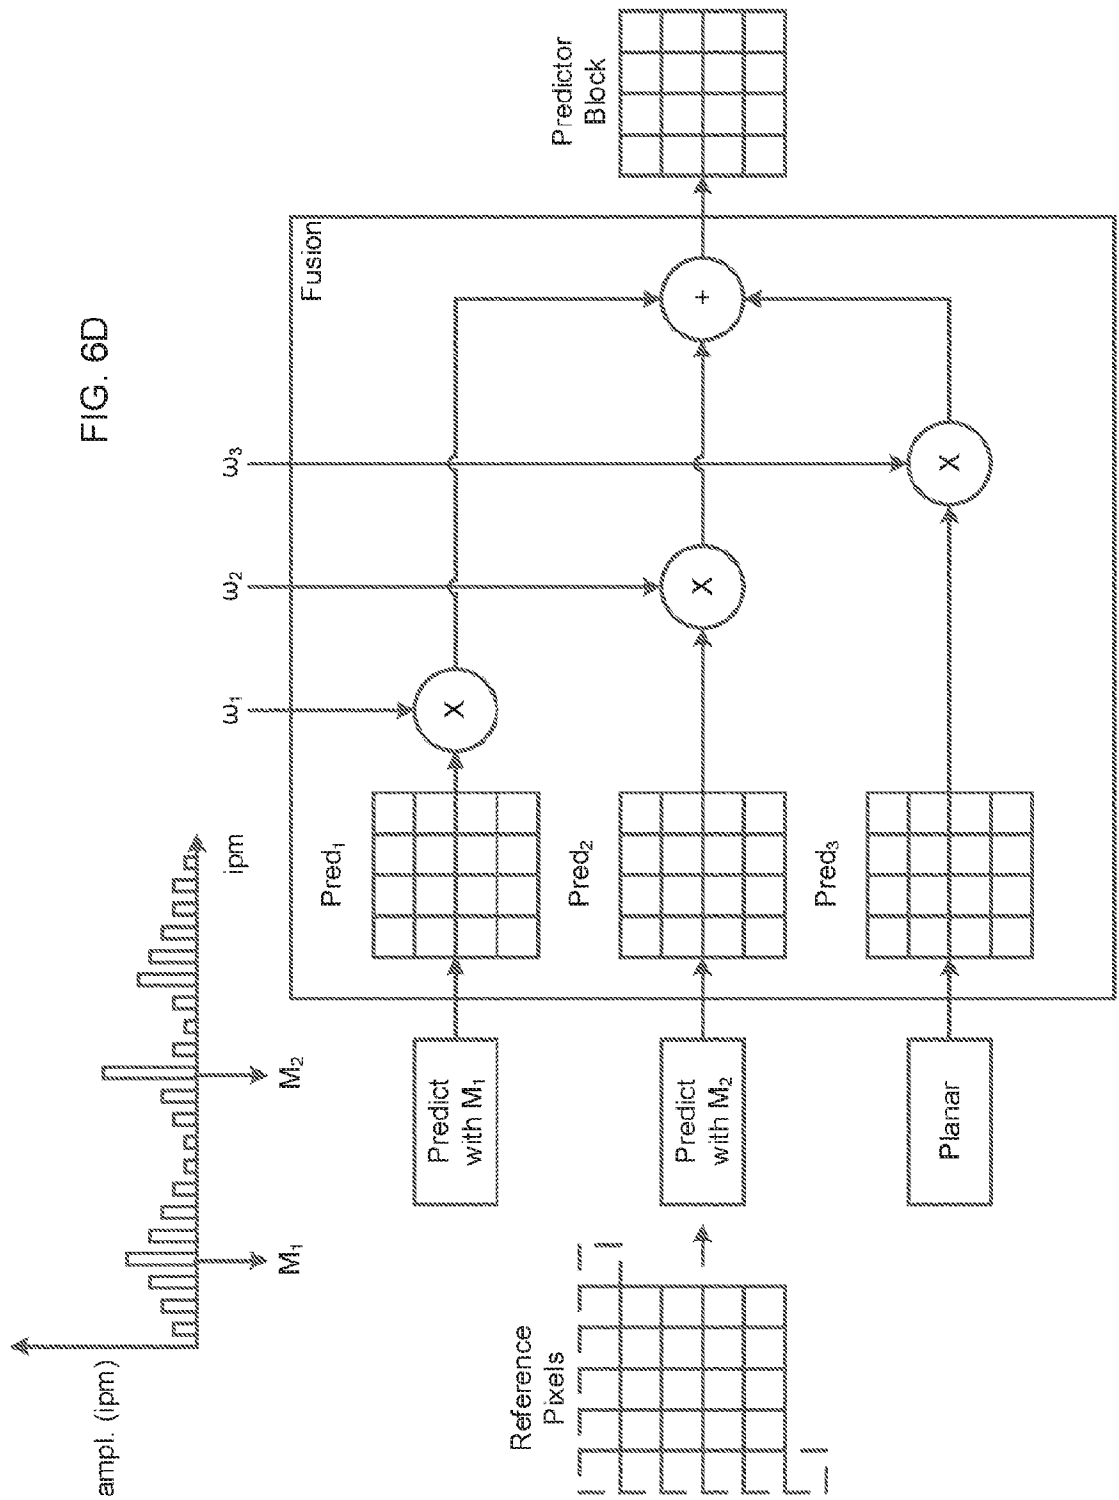 FIG. 6D
ampl. (ipm)
ipm
M₁
M₂
ω₁
ω₂
ω₃
Fusion
Reference
Pixels
Predict
with M₁
Predict
with M₂
Planar
Pred₁
Pred₂
Pred₃
X
X
X
+
Predictor
Block